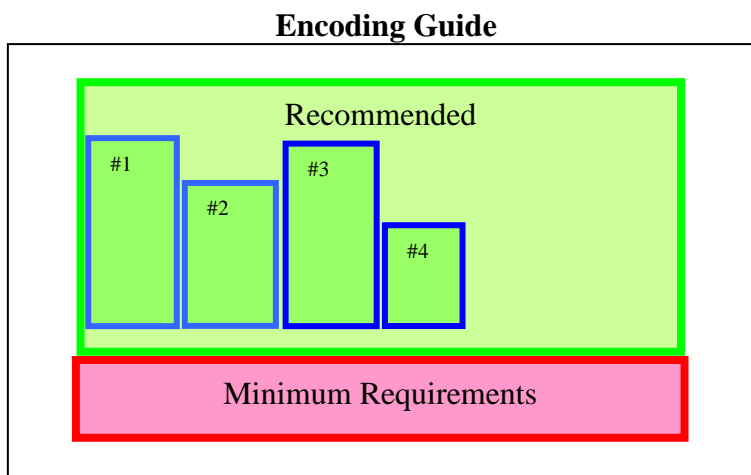 Encoding Guide
Recommended
#1
#2
#3
#4
Minimum Requirements